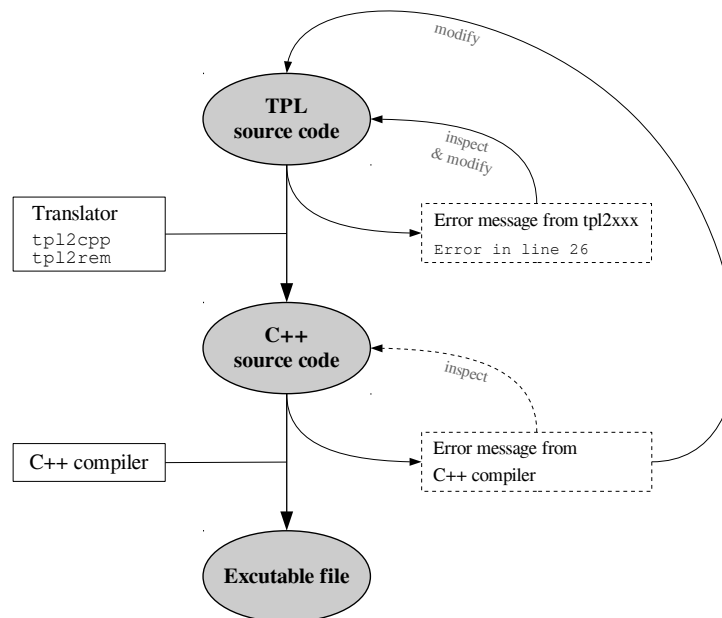 modify
TPL
source code
inspect
& modify
Translator
tpl2cpp
tpl2rem
Error message from tpl2xxx
Error in line 26
C++
source code
inspect
C++ compiler
Error message from
C++ compiler
Excutable file